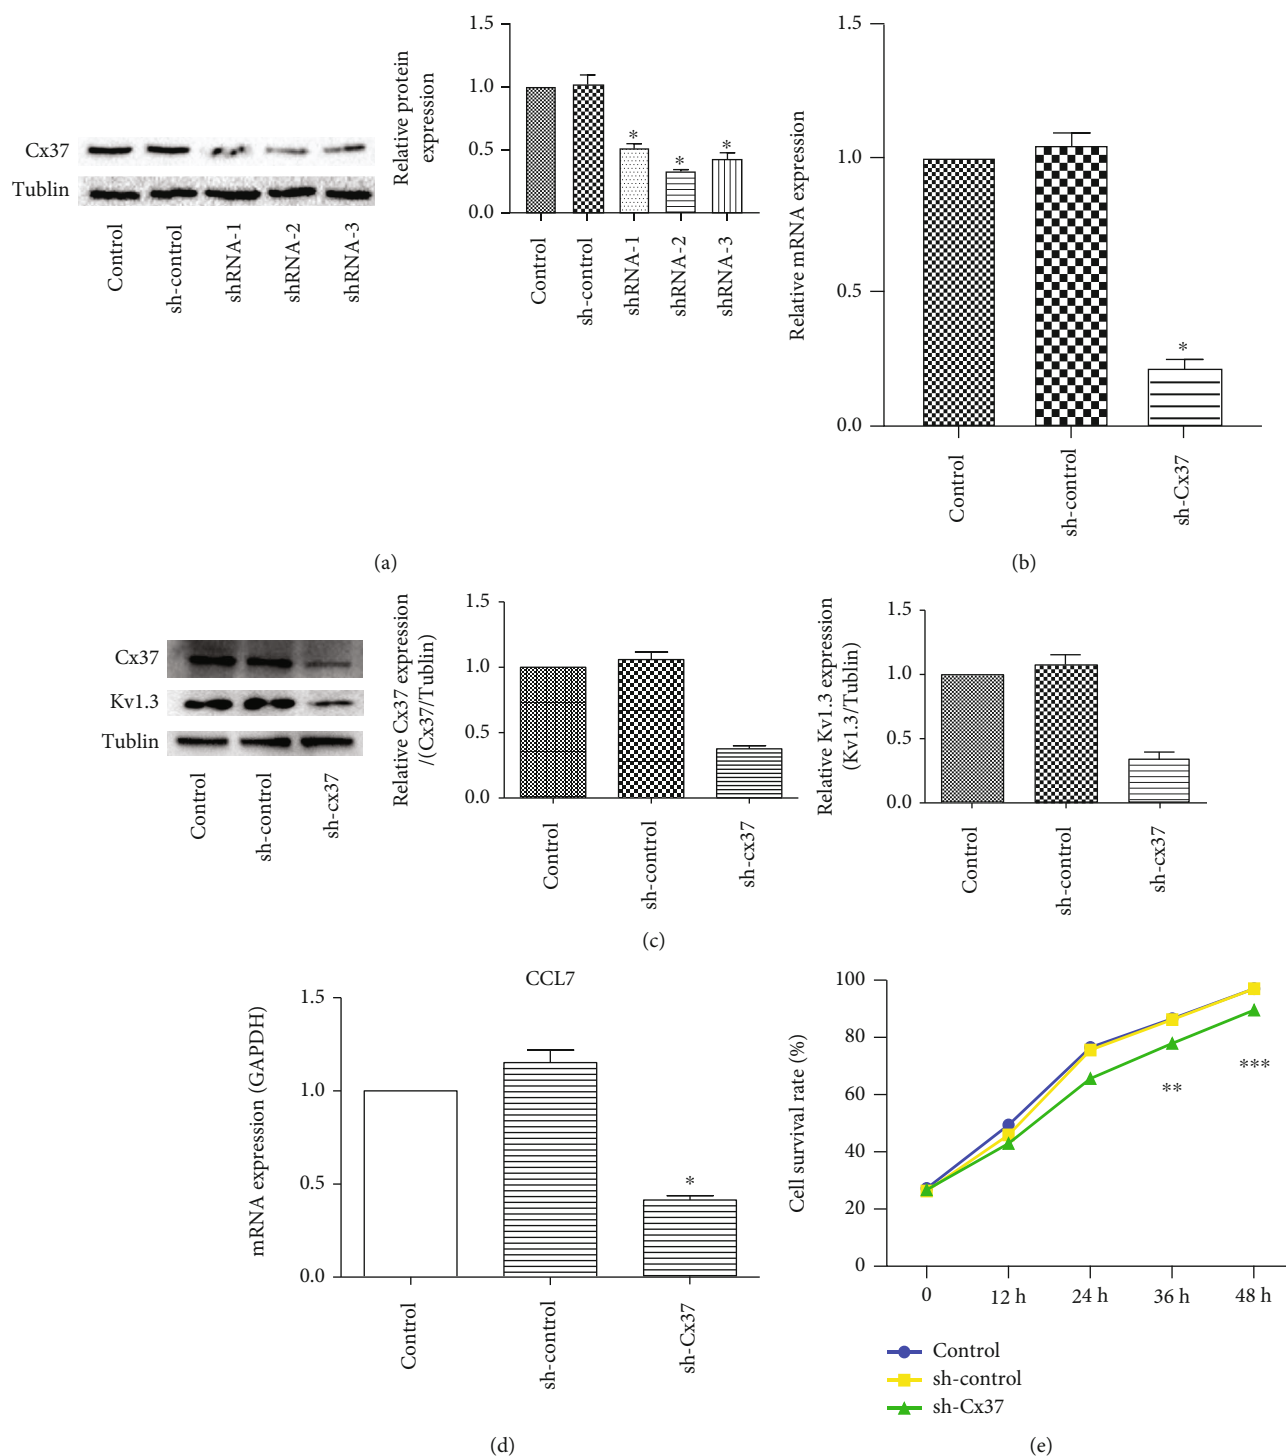 Cx37
Tublin
Control
sh-control
shRNA-1
shRNA-2
shRNA-3
Relative protein
expression
1.5
1.0
0.5
0.0
*
*
*
Control
sh-control
shRNA-1
shRNA-2
shRNA-3
(a)
Relative mRNA expression
1.5
1.0
0.5
0.0
*
Control
sh-control
sh-Cx37
(b)
Cx37
Kv1.3
Tublin
Control
sh-control
sh-cx37
Relative Cx37 expression
/(Cx37/Tublin)
1.5
1.0
0.5
0.0
Control
sh-control
sh-cx37
Relative Kv1.3 expression
(Kv1.3/Tublin)
1.5
1.0
0.5
0.0
Control
sh-control
sh-cx37
(c)
CCL7
mRNA expression (GAPDH)
1.5
1.0
0.5
0.0
*
Control
sh-control
sh-Cx37
(d)
Cell survival rate (%)
100
80
60
40
20
0
**
***
0 12 h 24 h 36 h 48 h
Control
sh-control
sh-Cx37
(e)